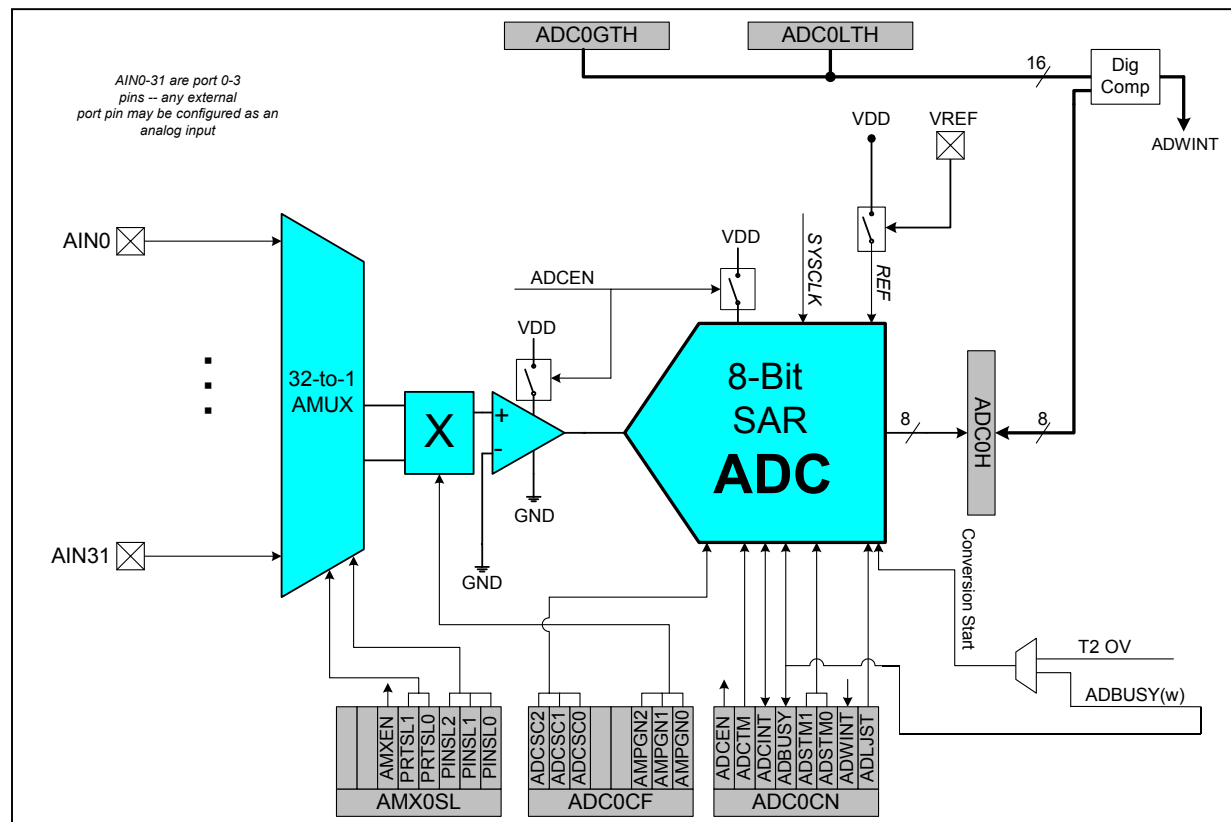 ADC0GTH
ADC0LTH
AIN0-31 are port 0-3
pins -- any external
port pin may be configured as an
analog input
16
Dig
Comp
ADWINT
VDD
VREF
AIN0
VDD
SYSCLK
REF
ADCEN
VDD
32-to-1
AMUX
X
+
-
8-Bit
SAR
ADC
8
ADC0H
8
GND
GND
AIN31
Conversion Start
T2 OV
ADBUSY(w)
AMXEN
PRTSL1
PRTSL0
PINSL2
PINSL1
PINSL0
AMX0SL
ADCSC2
ADCSC1
ADCSC0
AMPGN2
AMPGN1
AMPGN0
ADC0CF
ADCEN
ADCTM
ADCINT
ADBUSY
ADSTM1
ADSTM0
ADWINT
ADLJST
ADC0CN